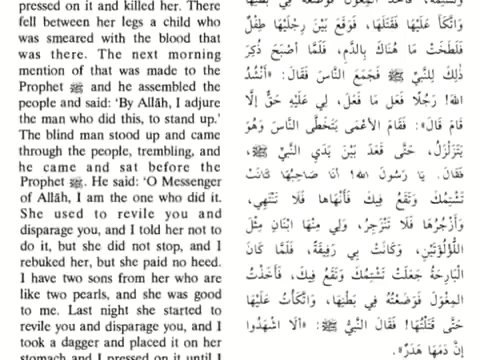 pressed on it and killed her. There
fell between her legs a child who
was smeared with the blood that
was there. The next morning
mention of that was made to the
Prophet ﷺ and he assembled the
people and said: 'By Allâh, I adjure
the man who did this, to stand up.'
The blind man stood up and came
through the people, trembling, and
he came and sat before the
Prophet ﷺ. He said: 'O Messenger
of Allâh, I am the one who did it.
She used to revile you and
disparage you, and I told her not to
do it, but she did not stop, and I
rebuked her, but she paid no heed.
I have two sons from her who are
like two pearls, and she was good
to me. Last night she started to
revile you and disparage you, and I
took a dagger and placed it on her
stomach and I pressed on it until I
وَاتَّكَأَ عَلَيْهَا فَقَتَلَهَا، فَوَقَعَ بَيْنَ رِجْلَيْهَا طِفْلٌ
فَلَطَخَتْ مَا هُنَاكَ بِالدَّمِ، فَلَمَّا أَصْبَحَ ذُكِرَ
ذٰلِكَ لِلنَّبِيِّ ﷺ فَجَمَعَ النَّاسَ فَقَالَ: «أَنْشُدُ
اللهَ! رَجُلًا فَعَلَ مَا فَعَلَ، لِي عَلَيْهِ حَقٌّ إِلَّا
قَامَ قَالَ»: فَقَامَ الأَعْمَى يَتَخَطَّى النَّاسَ وَهُوَ
يَتَزَلْزَلُ، حَتَّى قَعَدَ بَيْنَ يَدَيِ النَّبِيِّ ﷺ،
فَقَالَ. يَا رَسُولَ اللهِ! أَنَا صَاحِبُهَا كَانَتْ
تَشْتِمُكَ وَتَقَعُ فِيكَ فَأَنْهَاهَا فَلَا تَنْتَهِي،
وَأَزْجُرُهَا فَلَا تَنْزَجِرُ، وَلِي مِنْهَا ابْنَانِ مِثْلَ
اللُّؤْلُؤَتَيْنِ، وَكَانَتْ بِي رَفِيقَةً، فَلَمَّا كَانَ
الْبَارِحَةَ جَعَلَتْ تَشْتِمُكَ وَتَقَعُ فِيكَ، فَأَخَذْتُ
المِغْوَلَ فَوَضَعْتُهُ فِي بَطْنِهَا، وَاتَّكَأْتُ عَلَيْهَا
حَتَّى قَتَلْتُهَا، فَقَالَ النَّبِيُّ ﷺ: «أَلَا اشْهَدُوا
إِنَّ دَمَهَا هَدَرٌ».